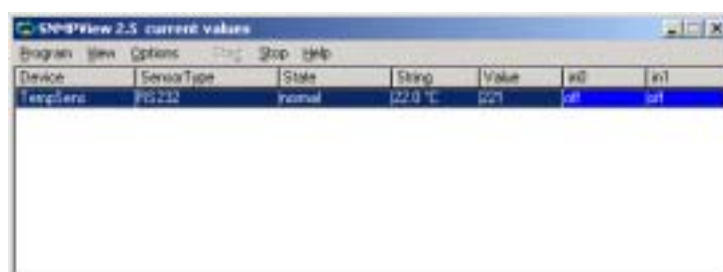 SNMPView 2.5 current values
Program View Options Start Stop Help
Device SensorType State String Value in0 in1
TempSens RS232 normal 22.0 °C 221 off off